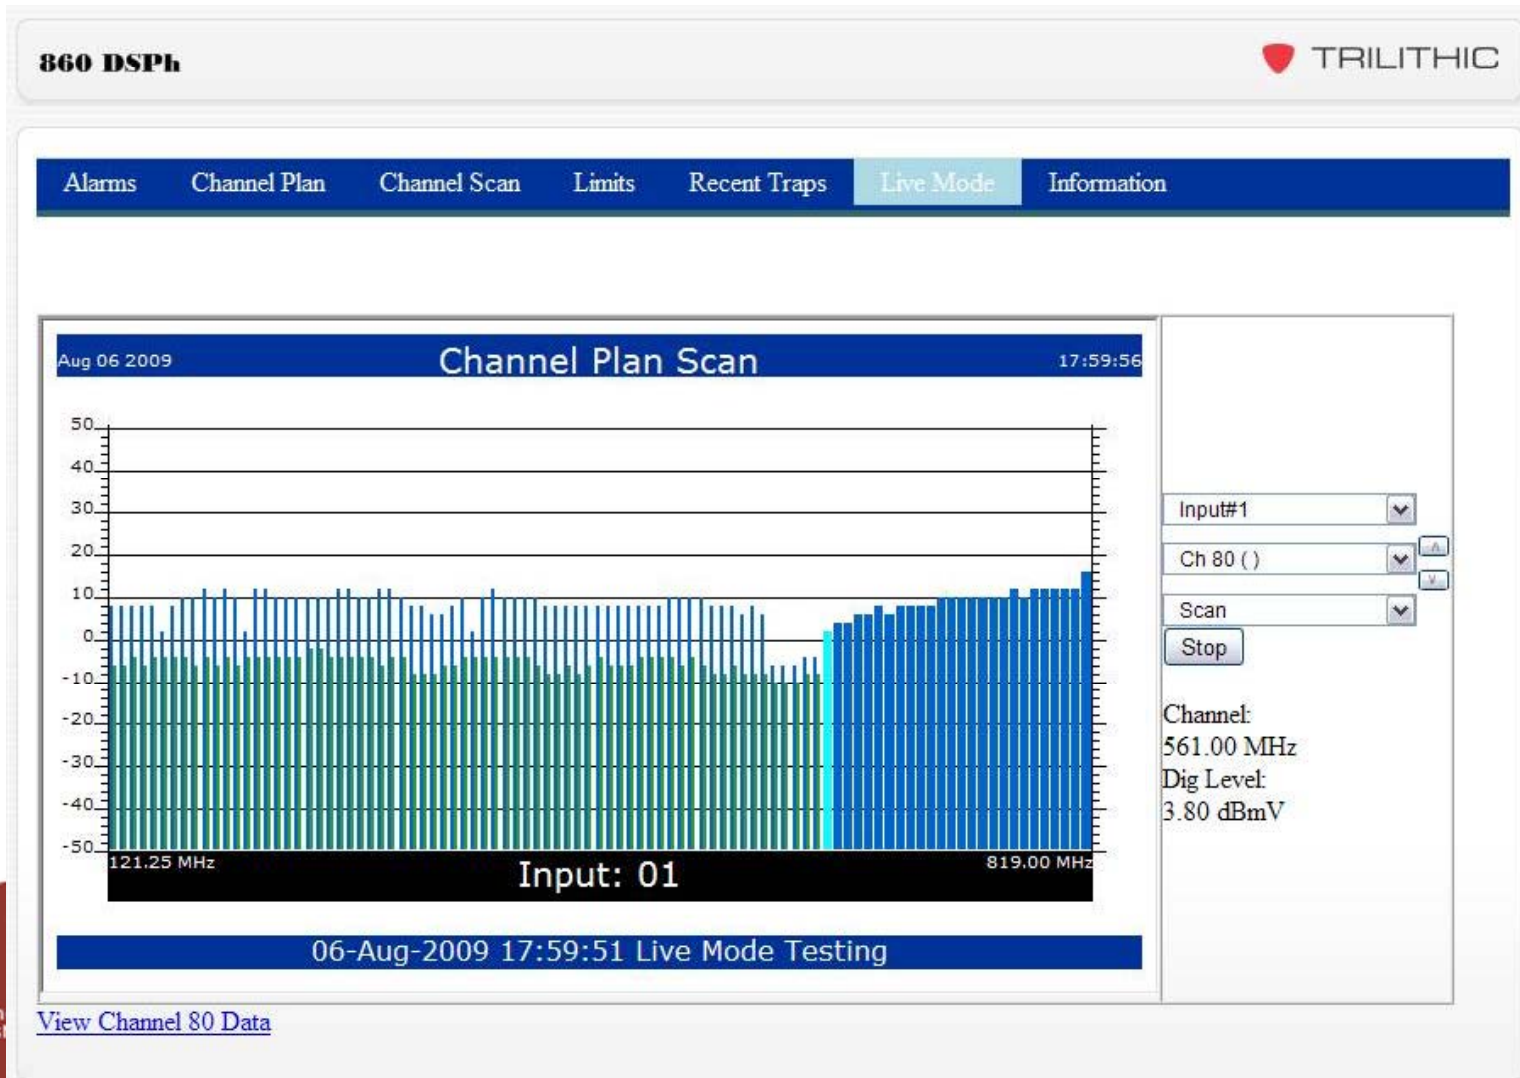 860 DSPh
TRILITHIC
Alarms Channel Plan Channel Scan Limits Recent Traps Live Mode Information
Aug 06 2009 Channel Plan Scan 17:59:56
50
40
30
20
10
0
-10
-20
-30
-40
-50
121.25 MHz Input: 01 819.00 MHz
06-Aug-2009 17:59:51 Live Mode Testing
Input#1
Ch 80 ( )
Scan
Stop
Channel:
561.00 MHz
Dig Level:
3.80 dBmV
View Channel 80 Data